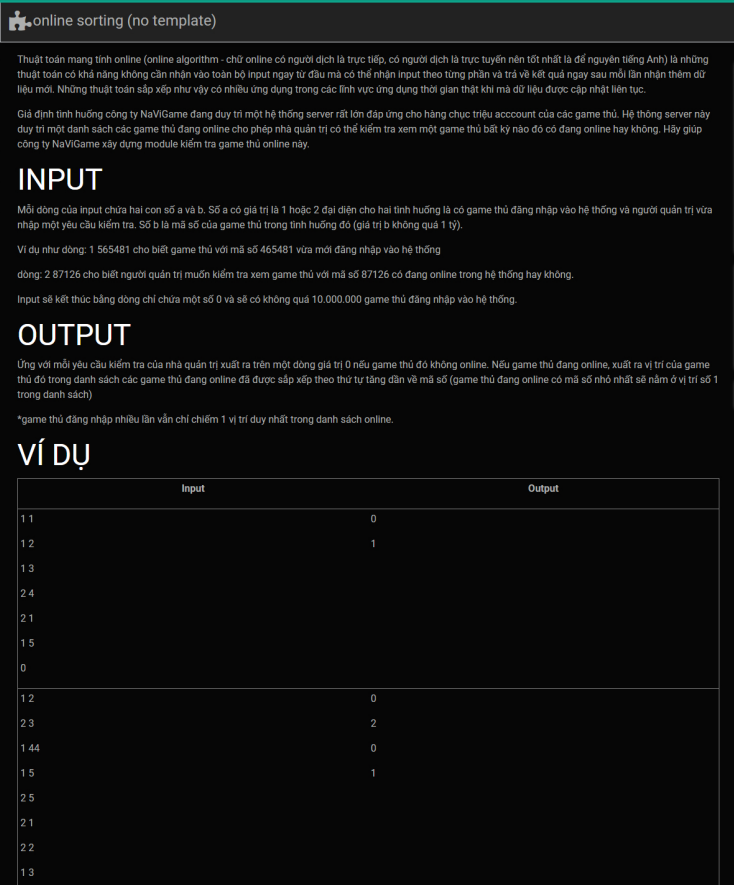 online sorting (no template)
Thuật toán mang tính online (online algorithm - chữ online có người dịch là trực tiếp, có người dịch là trực tuyến nên tốt nhất là để nguyên tiếng Anh) là những
thuật toán có khả năng không cần nhận vào toàn bộ input ngay từ đầu mà có thể nhận input theo từng phần và trả về kết quả ngay sau mỗi lần nhận thêm dữ
liệu mới. Những thuật toán sắp xếp như vậy có nhiều ứng dụng trong các lĩnh vực ứng dụng thời gian thật khi mà dữ liệu được cập nhật liên tục.
Giả định tình huống công ty NaViGame đang duy trì một hệ thống server rất lớn đáp ứng cho hàng chục triệu acccount của các game thủ. Hệ thông server này
duy trì một danh sách các game thủ đang online cho phép nhà quản trị có thể kiểm tra xem một game thủ bất kỳ nào đó có đang online hay không. Hãy giúp
công ty NaViGame xây dựng module kiểm tra game thủ online này.
INPUT
Mỗi dòng của input chứa hai con số a và b. Số a có giá trị là 1 hoặc 2 đại diện cho hai tình huống là có game thủ đăng nhập vào hệ thống và người quản trị vừa
nhập một yêu cầu kiểm tra. Số b là mã số của game thủ trong tình huống đó (giá trị b không quá 1 tỷ).
Ví dụ như dòng: 1 565481 cho biết game thủ với mã số 465481 vừa mới đăng nhập vào hệ thống
dòng: 2 87126 cho biết người quản trị muốn kiểm tra xem game thủ với mã số 87126 có đang online trong hệ thống hay không.
Input sẽ kết thúc bằng dòng chỉ chứa một số 0 và sẽ có không quá 10.000.000 game thủ đăng nhập vào hệ thống.
OUTPUT
Ứng với mỗi yêu cầu kiểm tra của nhà quản trị xuất ra trên một dòng giá trị 0 nếu game thủ đó không online. Nếu game thủ đang online, xuất ra vị trí của game
thủ đó trong danh sách các game thủ đang online đã được sắp xếp theo thứ tự tăng dần về mã số (game thủ đang online có mã số nhỏ nhất sẽ nằm ở vị trí số 1
trong danh sách)
*game thủ đăng nhập nhiều lần vẫn chỉ chiếm 1 vị trí duy nhất trong danh sách online.
VÍ DỤ
Input Output
1 1 0
1 2 1
1 3
2 4
2 1
1 5
0
1 2 0
2 3 2
1 44 0
1 5 1
2 5
2 1
2 2
1 3